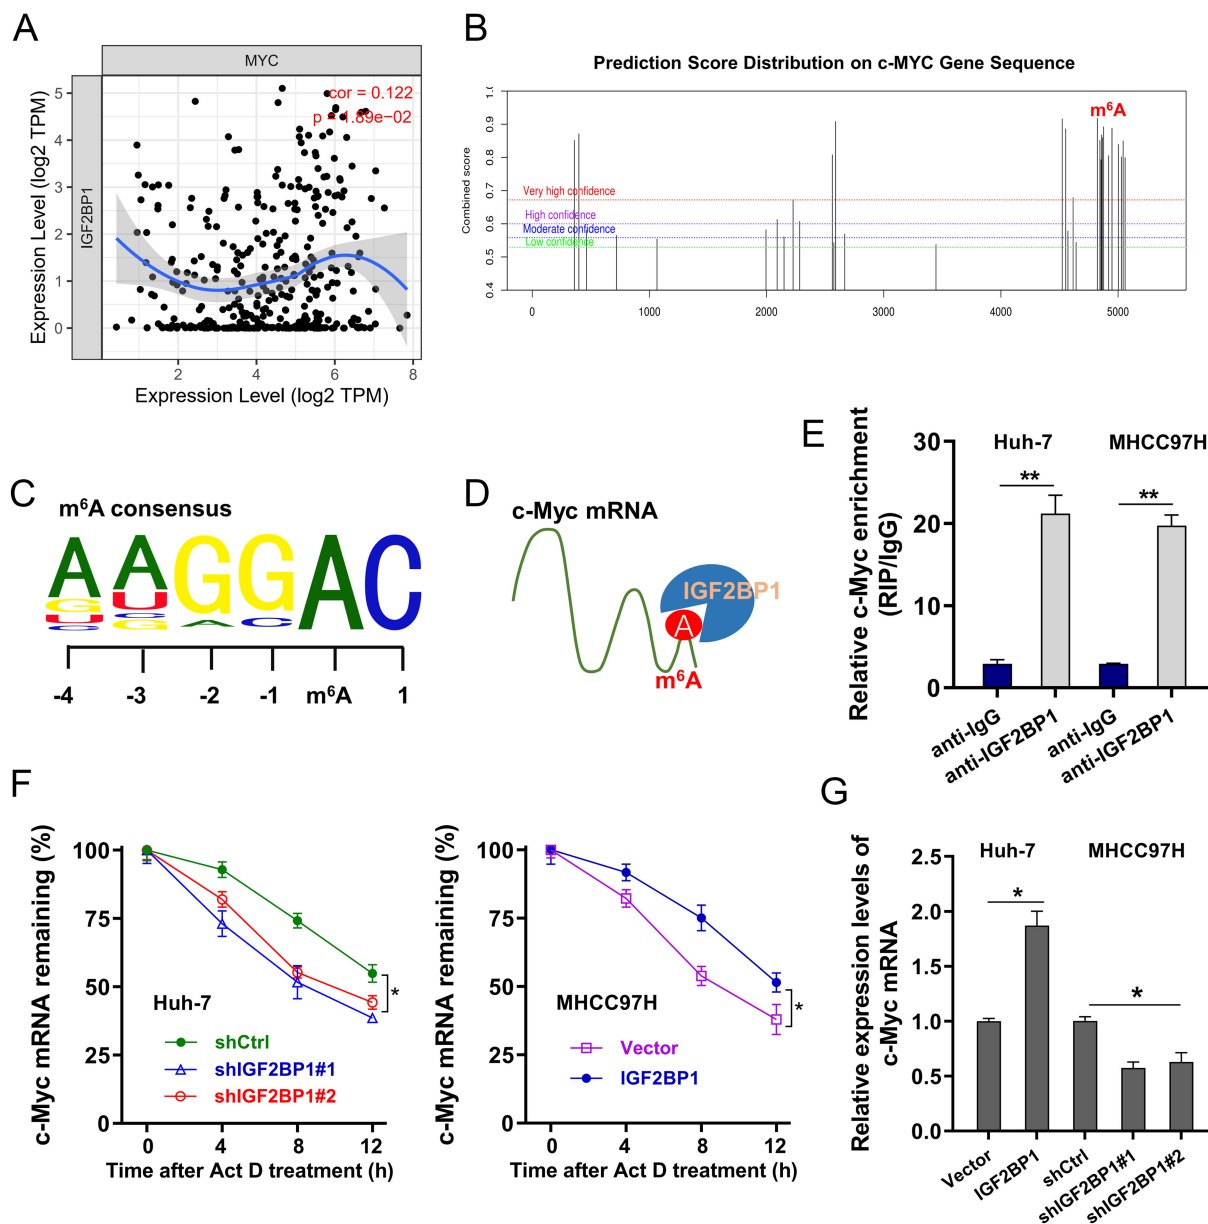 A
MYC
cor = 0.122
p = 1.89e−02
IGF2BP1
Expression Level (log2 TPM)
5
4
3
2
1
0
2 4 6 8
Expression Level (log2 TPM)
B
Prediction Score Distribution on c-MYC Gene Sequence
m⁶A
Combined score
0.9
0.8
0.7
0.6
0.5
0.4
Very high confidence
High confidence
Moderate confidence
Low confidence
0 1000 2000 3000 4000 5000
C
m⁶A consensus
A A G G A C
G U A C
U C
C G
-4 -3 -2 -1 m⁶A 1
D
c-Myc mRNA
IGF2BP1
A
m⁶A
E
Relative c-Myc enrichment
(RIP/IgG)
30
20
10
0
Huh-7 MHCC97H
** **
anti-IgG
anti-IGF2BP1
anti-IgG
anti-IGF2BP1
F
c-Myc mRNA remaining (%)
100
75
50
25
0
*
Huh-7
shCtrl
shIGF2BP1#1
shIGF2BP1#2
0 4 8 12
Time after Act D treatment (h)
c-Myc mRNA remaining (%)
100
75
50
25
0
*
MHCC97H
Vector
IGF2BP1
0 4 8 12
Time after Act D treatment (h)
G
Relative expression levels of
c-Myc mRNA
2.5
2.0
1.5
1.0
0.5
0.0
Huh-7 MHCC97H
*
*
Vector
IGF2BP1
shCtrl
shIGF2BP1#1
shIGF2BP1#2